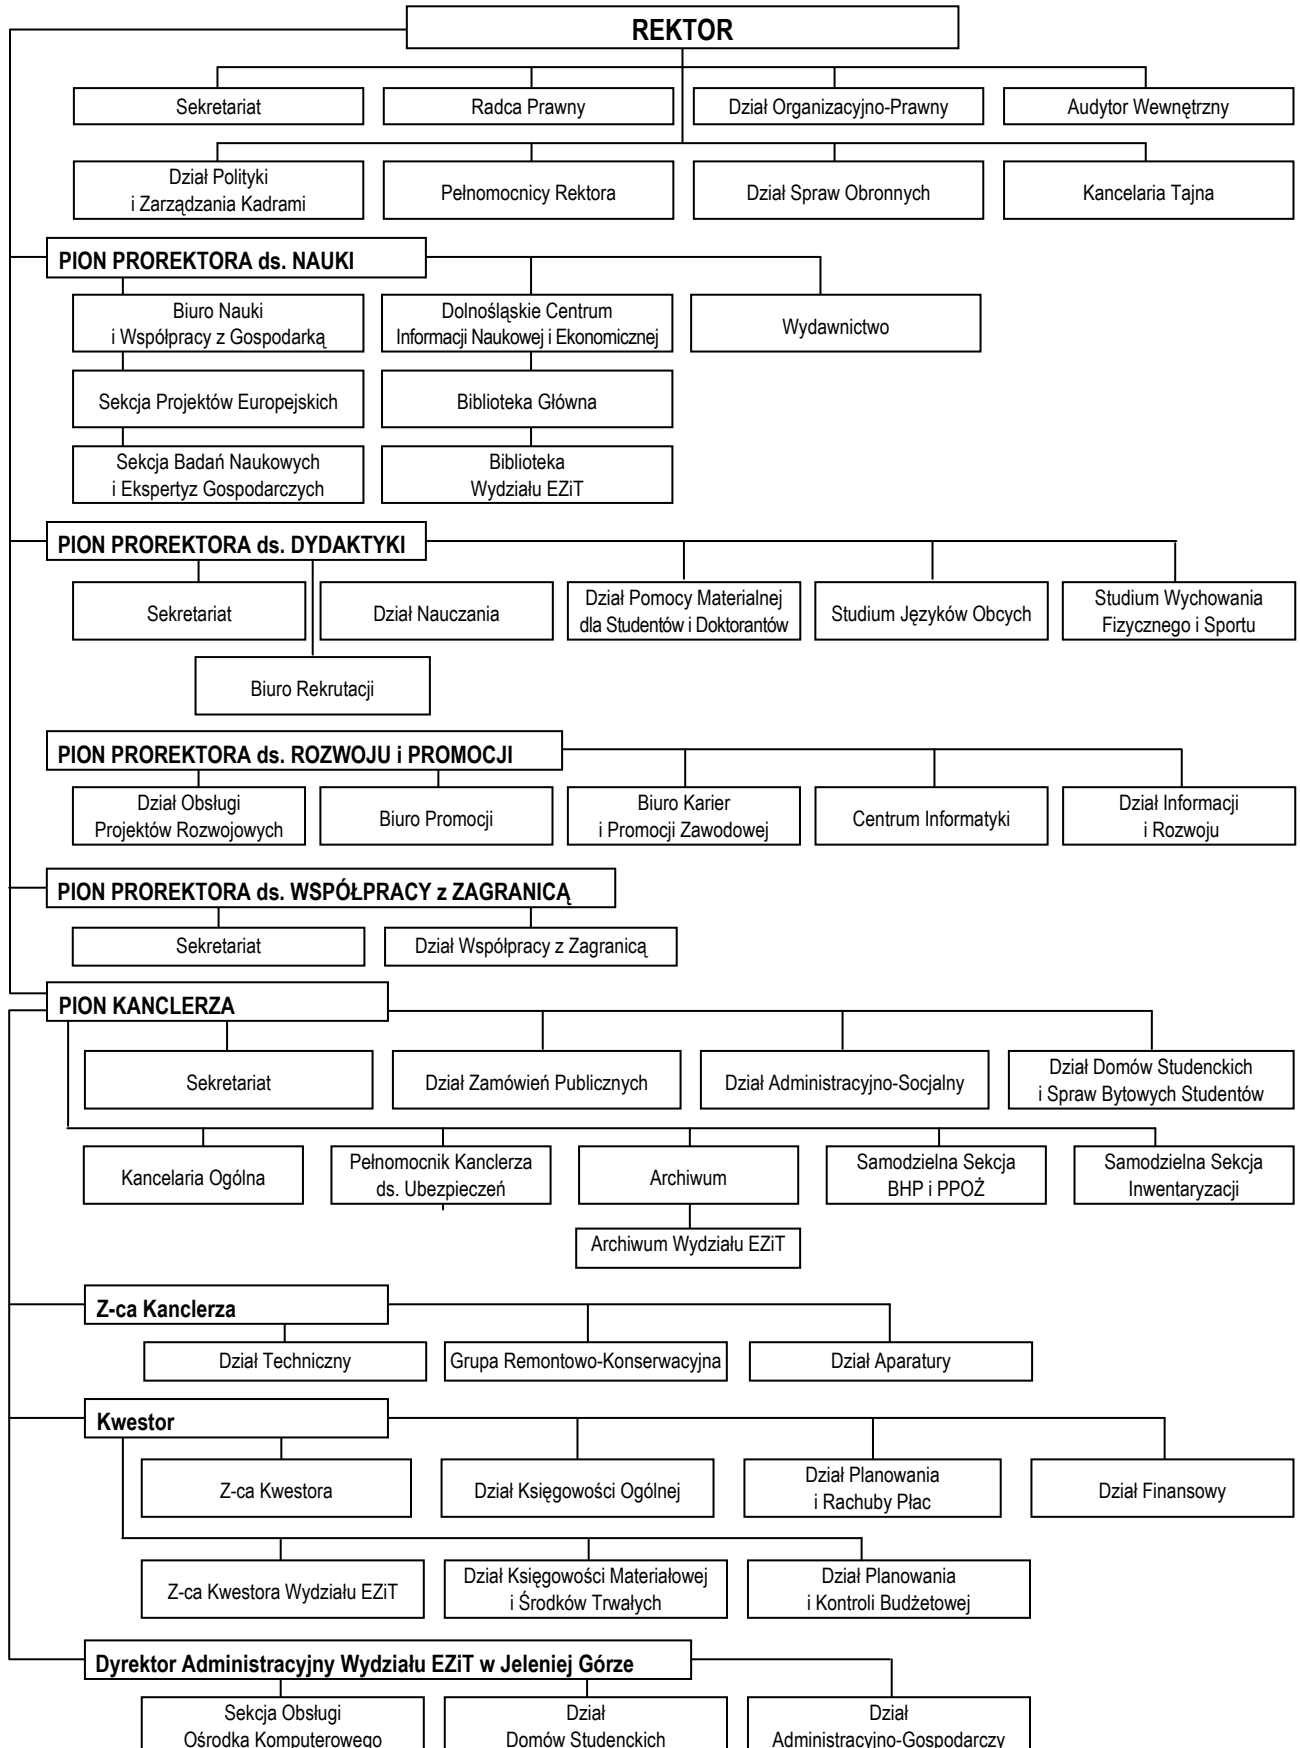 REKTOR
Sekretariat
Radca Prawny
Dział Organizacyjno-Prawny
Audytor Wewnętrzny
Dział Polityki
i Zarządzania Kadrami
Pełnomocnicy Rektora
Dział Spraw Obronnych
Kancelaria Tajna
PION PROREKTORA ds. NAUKI
Biuro Nauki
i Współpracy z Gospodarką
Dolnośląskie Centrum
Informacji Naukowej i Ekonomicznej
Wydawnictwo
Sekcja Projektów Europejskich
Biblioteka Główna
Sekcja Badań Naukowych
i Ekspertyz Gospodarczych
Biblioteka
Wydziału EZiT
PION PROREKTORA ds. DYDAKTYKI
Sekretariat
Dział Nauczania
Dział Pomocy Materialnej
dla Studentów i Doktorantów
Studium Języków Obcych
Studium Wychowania
Fizycznego i Sportu
Biuro Rekrutacji
PION PROREKTORA ds. ROZWOJU i PROMOCJI
Dział Obsługi
Projektów Rozwojowych
Biuro Promocji
Biuro Karier
i Promocji Zawodowej
Centrum Informatyki
Dział Informacji
i Rozwoju
PION PROREKTORA ds. WSPÓŁPRACY z ZAGRANICĄ
Sekretariat
Dział Współpracy z Zagranicą
PION KANCLERZA
Sekretariat
Dział Zamówień Publicznych
Dział Administracyjno-Socjalny
Dział Domów Studenckich
i Spraw Bytowych Studentów
Kancelaria Ogólna
Pełnomocnik Kanclerza
ds. Ubezpieczeń
Archiwum
Samodzielna Sekcja
BHP i PPOŻ
Samodzielna Sekcja
Inwentaryzacji
Archiwum Wydziału EZiT
Z-ca Kanclerza
Dział Techniczny
Grupa Remontowo-Konserwacyjna
Dział Aparatury
Kwestor
Z-ca Kwestora
Dział Księgowości Ogólnej
Dział Planowania
i Rachuby Płac
Dział Finansowy
Z-ca Kwestora Wydziału EZiT
Dział Księgowości Materiałowej
i Środków Trwałych
Dział Planowania
i Kontroli Budżetowej
Dyrektor Administracyjny Wydziału EZiT w Jeleniej Górze
Sekcja Obsługi
Ośrodka Komputerowego
Dział
Domów Studenckich
Dział
Administracyjno-Gospodarczy